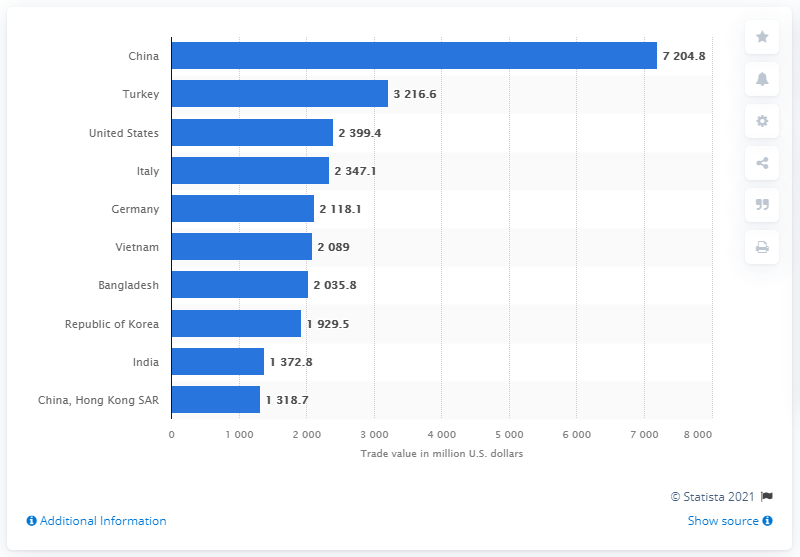 China 7 204.8
Turkey 3 216.6
United States 2 399.4
Italy 2 347.1
Germany 2 118.1
Vietnam 2 089
Bangladesh 2 035.8
Republic of Korea 1 929.5
India 1 372.8
China, Hong Kong SAR 1 318.7
0 1 000 2 000 3 000 4 000 5 000 6 000 7 000 8 000
Trade value in million U.S. dollars
© Statista 2021
Additional Information Show source